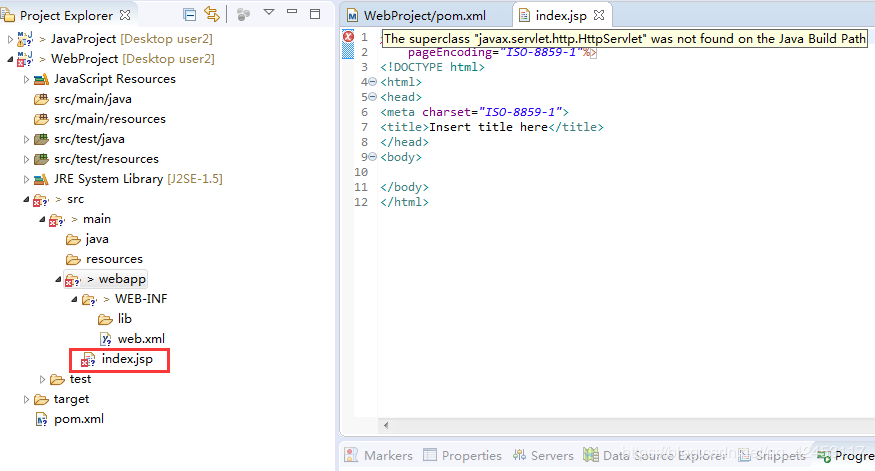 Project Explorer
JavaProject [Desktop user2]
WebProject [Desktop user2]
JavaScript Resources
src/main/java
src/main/resources
src/test/java
src/test/resources
JRE System Library [J2SE-1.5]
> src
> main
java
resources
> webapp
> WEB-INF
lib
web.xml
index.jsp
test
target
pom.xml
WebProject/pom.xml
index.jsp
The superclass "javax.servlet.http.HttpServlet" was not found on the Java Build Path
1
2 pageEncoding="ISO-8859-1"%>
3 <!DOCTYPE html>
4 <html>
5 <head>
6 <meta charset="ISO-8859-1">
7 <title>Insert title here</title>
8 </head>
9 <body>
10
11 </body>
12 </html>
Markers
Properties
Servers
Data Source Explorer
Snippets
Progre